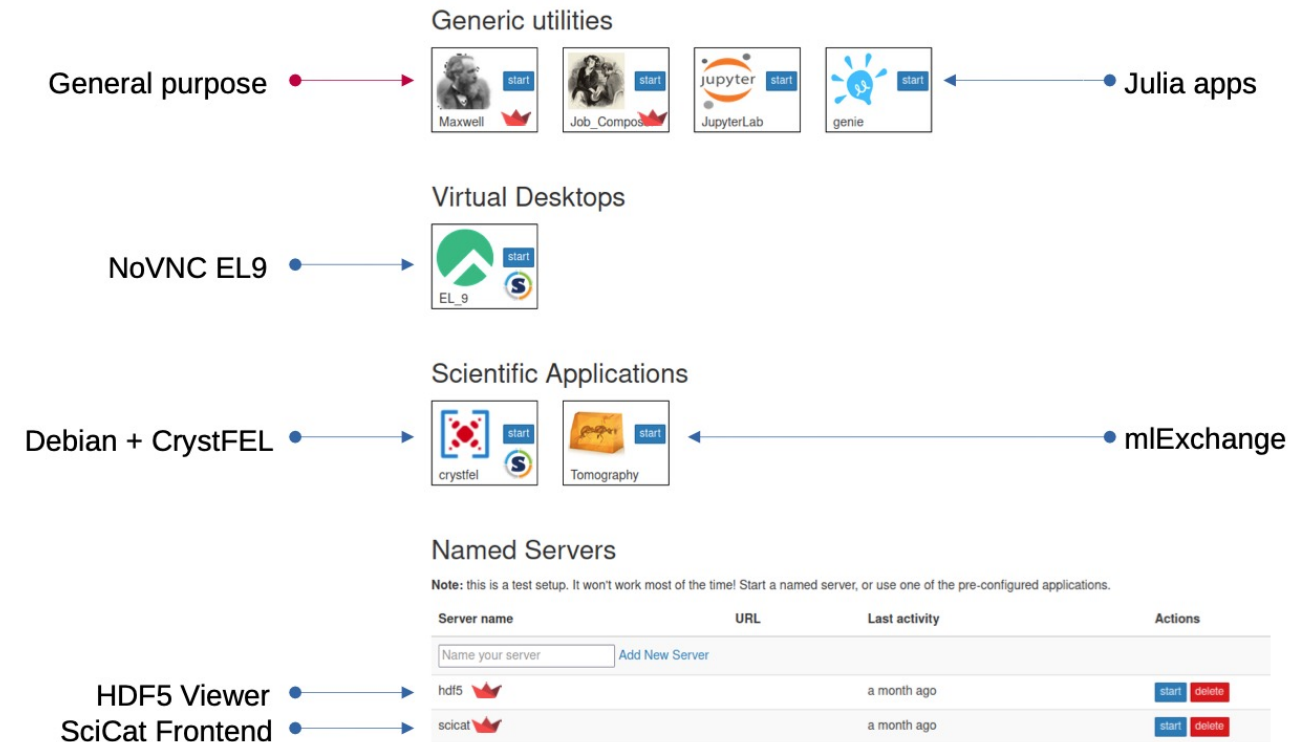 Generic utilities
General purpose
start
start
start
start
Julia apps
jupyter
Maxwell
Job_Compos
JupyterLab
genie
Virtual Desktops
NoVNC EL9
start
S
EL_9
Scientific Applications
Debian + CrystFEL
start
start
mlExchange
S
crystfel
Tomography
Named Servers
Note: this is a test setup. It won't work most of the time! Start a named server, or use one of the pre-configured applications.
Server name URL Last activity Actions
Name your server Add New Server
HDF5 Viewer
hdf5 a month ago start delete
SciCat Frontend
scicat a month ago start delete